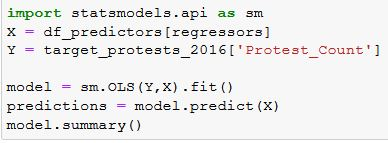 import statsmodels.api as sm
X = df_predictors[regressors]
Y = target_protests_2016['Protest_Count']
model = sm.OLS(Y,X).fit()
predictions = model.predict(X)
model.summary()